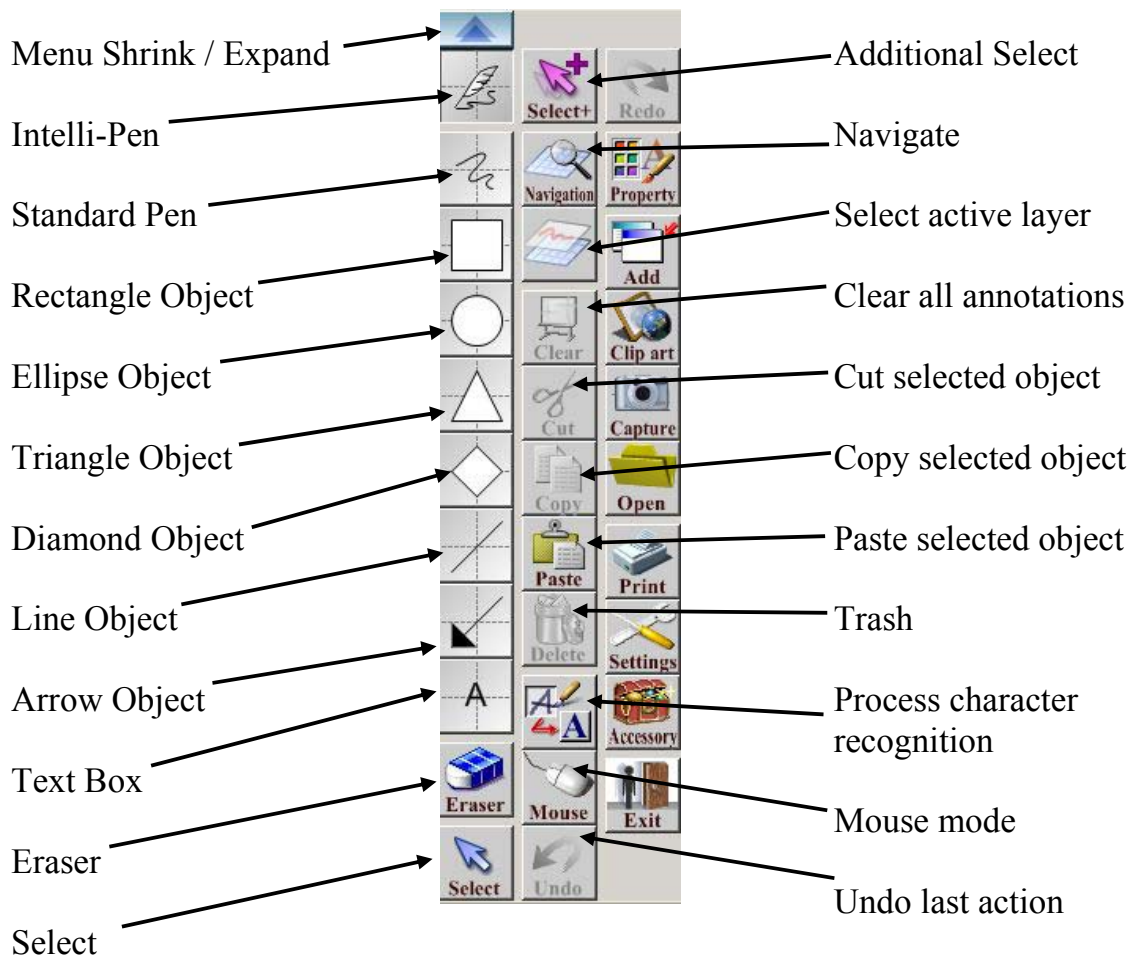 Menu Shrink / Expand
Intelli-Pen
Standard Pen
Rectangle Object
Ellipse Object
Triangle Object
Diamond Object
Line Object
Arrow Object
Text Box
Eraser
Select
A
Eraser
Select
Select+
Navigation
Clear
Cut
Copy
Paste
Delete
A
A
Mouse
Undo
Redo
A
Property
Add
Clip art
Capture
Open
Print
Settings
Accessory
Exit
Additional Select
Navigate
Select active layer
Clear all annotations
Cut selected object
Copy selected object
Paste selected object
Trash
Process character
recognition
Mouse mode
Undo last action